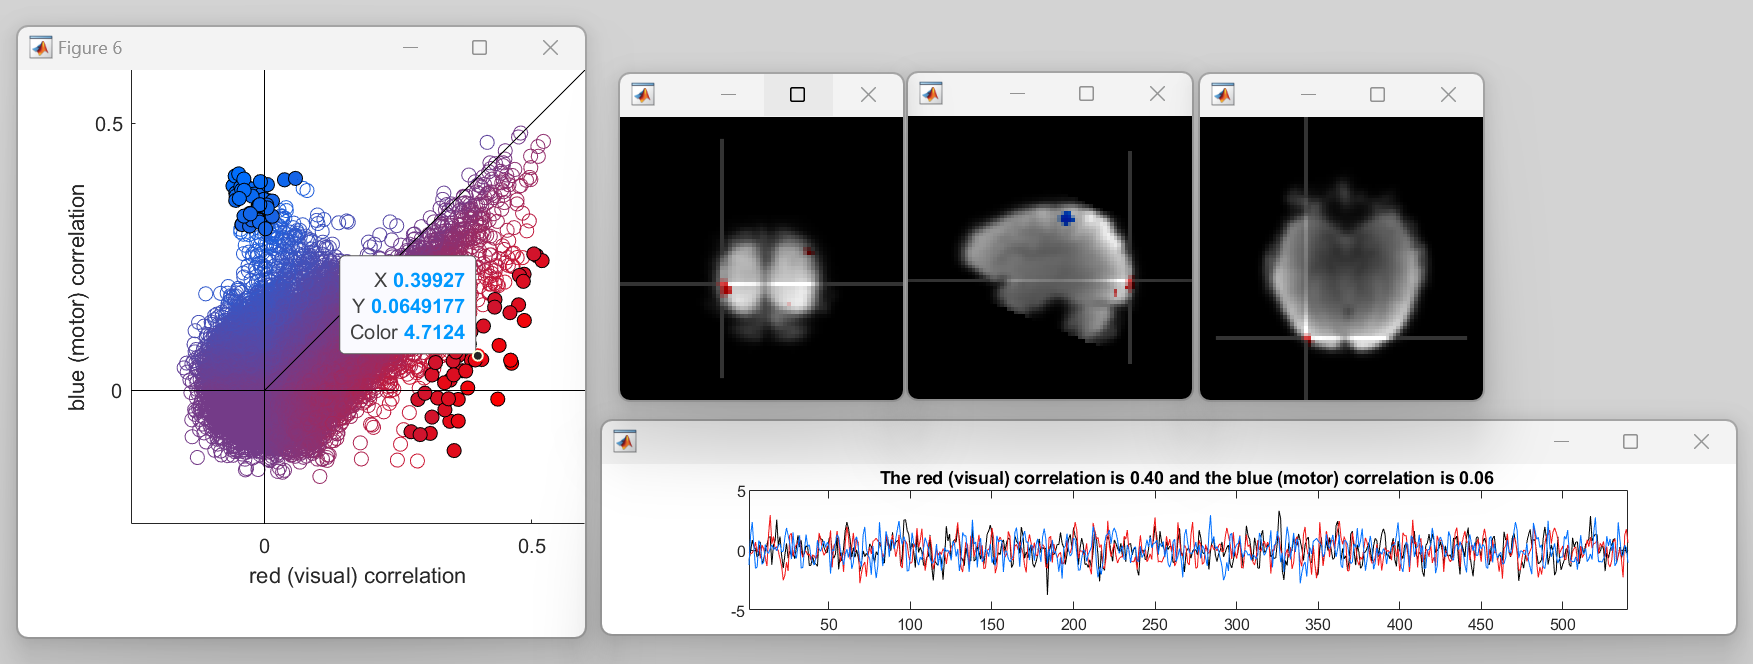 Figure 6
0.5
blue (motor) correlation
0
X 0.39927
Y 0.0649177
Color 4.7124
0
0.5
red (visual) correlation
The red (visual) correlation is 0.40 and the blue (motor) correlation is 0.06
5
0
-5
50 100 150 200 250 300 350 400 450 500